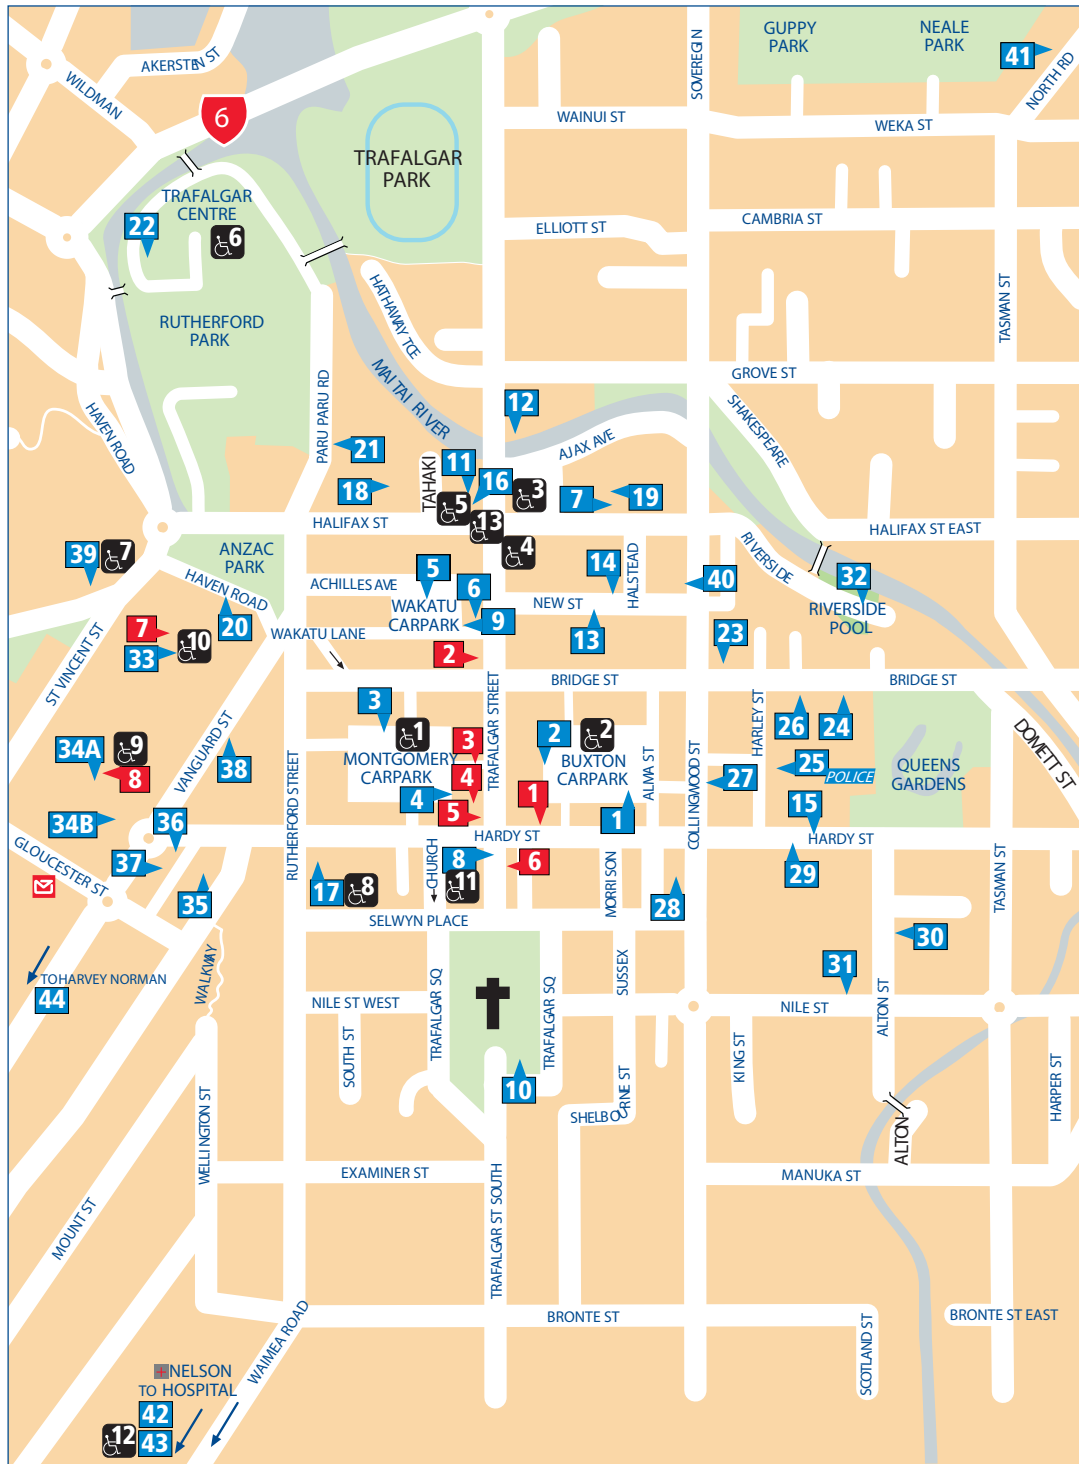 GUPPY
PARK
NEALE
PARK
41
NORTH RD
AKERSTEN ST
WILDMAN
6
SOVEREGIN
WAINUI ST
WEKA ST
TRAFALGAR
PARK
TRAFALGAR
CENTRE
22
6
ELLIOTT ST
CAMBRIA ST
TASMAN ST
HATHAWAY TCE
RUTHERFORD
PARK
MAITAI RIVER
GROVE ST
PARU PARU RD
HAVEN ROAD
12
SHAKESPEARE
AJAX AVE
21
11
TAHAKI
16
18
5
3
7
19
13
HALIFAX ST
HALIFAX ST EAST
4
RIVERSIDE
39
7
ANZAC
PARK
HAVEN ROAD
ACHILLES AVE
5
6
14
HALSTEAD
40
32
WAKATU
CARPARK
NEW ST
RIVERSIDE
POOL
9
20
7
10
33
WAKATU LANE
13
23
2
ST VINCENT ST
BRIDGE ST
BRIDGE ST
TRAFALGAR STREET
3
HARLEY ST
26
24
DOMETT ST
1
3
2
2
34A
9
8
VANGUARD ST
38
RUTHERFORD STREET
MONTGOMERY
CARPARK
4
4
5
BUXTON
CARPARK
1
1
ALMA ST
COLLINGWOOD ST
27
25
POLICE
QUEENS
GARDENS
15
34B
36
HARDY ST
HARDY ST
GLOUCESTER ST
37
CHURCH
8
6
11
17
8
MORRISON
28
29
TASMAN ST
35
SELWYN PLACE
30
TO HARVEY NORMAN
44
WALKWAY
TRAFALGAR SQ
TRAFALGAR SQ
SUSSEX
31
NILE ST WEST
NILE ST
ALTON ST
SOUTH ST
KING ST
10
SHELBOURNE ST
HARPER ST
WELLINGTON ST
ALTON
EXAMINER ST
MANUKA ST
MOUNT ST
TRAFALGAR ST SOUTH
BRONTE ST
BRONTE ST EAST
SCOTLAND ST
WAIMEA ROAD
NELSON
TO HOSPITAL
42
12
43